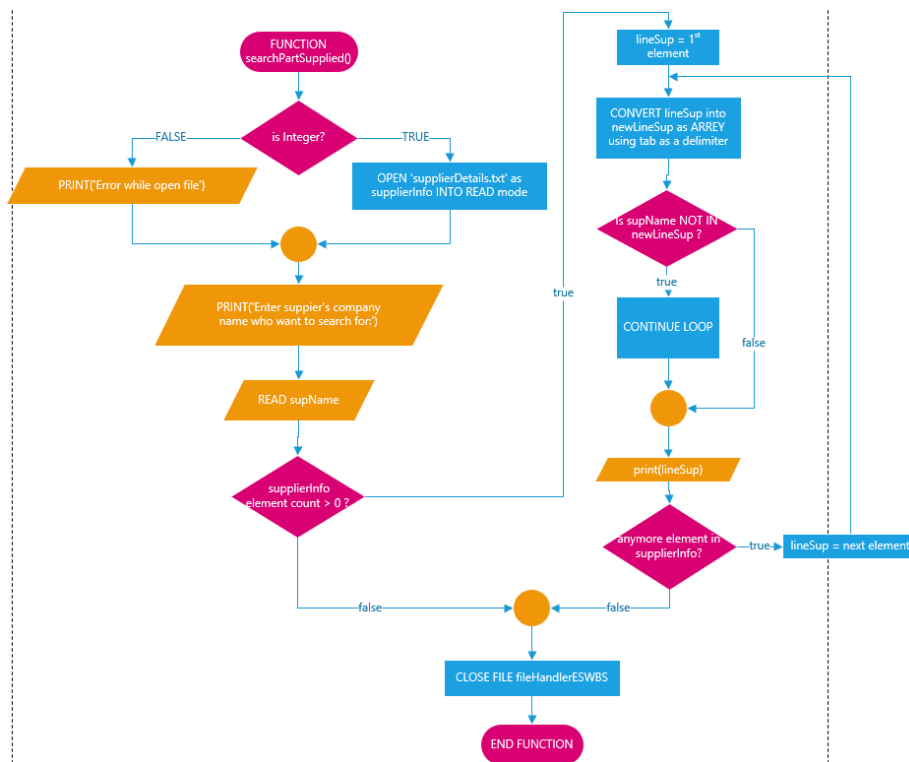 FUNCTION
searchPartSupplied()
is Integer?
FALSE
TRUE
PRINT('Error while open file')
OPEN 'supplierDetails.txt' as
supplierInfo INTO READ mode
PRINT('Enter suppier's company
name who want to search for:')
READ supName
supplierInfo
element count > 0 ?
true
false
lineSup = 1st
element
CONVERT lineSup into
newLineSup as ARREY
using tab as a delimiter
Is supName NOT IN
newLineSup ?
true
false
CONTINUE LOOP
print(lineSup)
anymore element in
supplierInfo?
true
lineSup = next element
false
CLOSE FILE fileHandlerESWBS
END FUNCTION